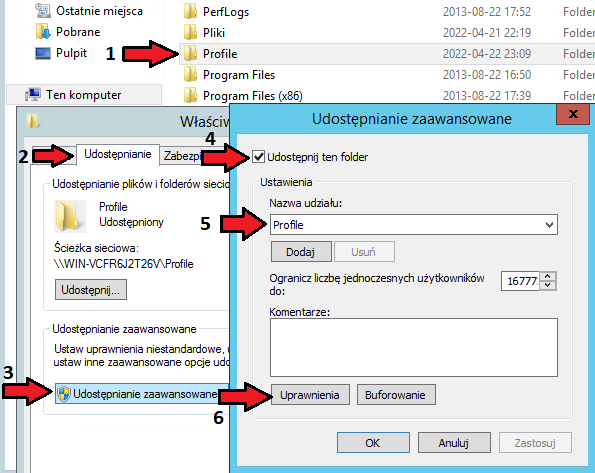 Ostatnie miejsca
Pobrane
Pulpit
Ten komputer
PerfLogs 2013-08-22 17:52 Folder
Pliki 2022-04-21 22:19 Folder
1 Profile 2022-04-22 23:09 Folder
Program Files 2013-08-22 16:50 Folder
Program Files (x86) 2013-08-22 17:39 Folder
2 Udostępnianie
Udostępnianie plików i folderów
Profile
Udostępniony
Ścieżka sieciowa:
\\WIN-VCFR6J2T26V\Profile
Udostępnij...
Udostępnianie zaawansowane
Ustaw uprawnienia niestandardowe,
ustaw inne zaawansowane opcje
3 Udostępnianie zaawansowane
Udostępnianie zaawansowane
x
4 Udostępnij ten folder
Ustawienia
Nazwa udziału:
5 Profile
Dodaj Usuń
Ogranicz liczbę jednoczesnych użytkowników
do:
16777
Komentarze:
6 Uprawnienia Buforowanie
OK Anuluj Zastosuj